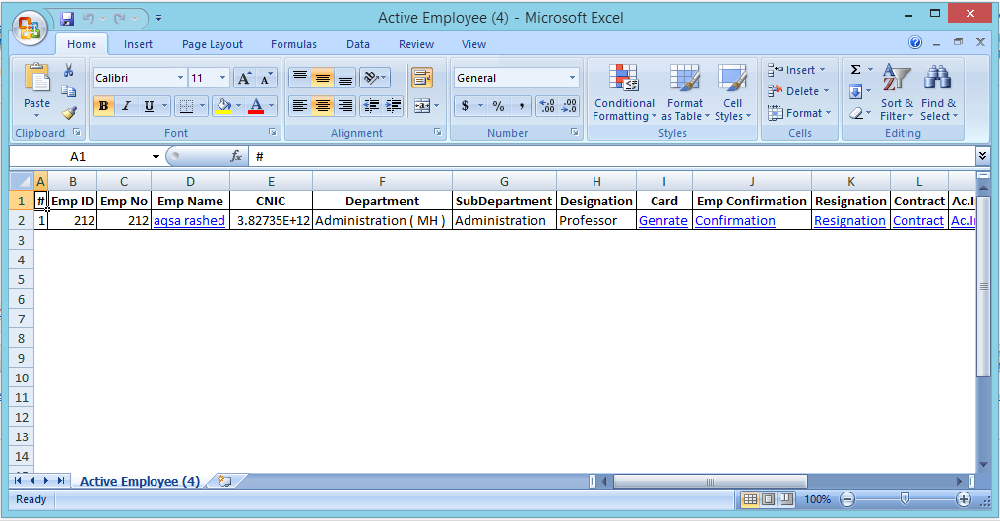 Active Employee (4) - Microsoft Excel
Home Insert Page Layout Formulas Data Review View
Calibri 11 General Insert Σ
Paste B I U A $ % , .00 Conditional Formatting Format as Table Cell Styles Delete Format Sort & Filter Find & Select
Clipboard Font Alignment Number Styles Cells Editing
A1 fx #
A B C D E F G H I J K L
1 # Emp ID Emp No Emp Name CNIC Department SubDepartment Designation Card Emp Confirmation Resignation Contract Ac.I
2 1 212 212 aqsa rashed 3.82735E+12 Administration ( MH ) Administration Professor Genrate Confirmation Resignation Contract Ac.I
3
4
5
6
7
8
9
10
11
12
13
14
Active Employee (4)
Ready 100%